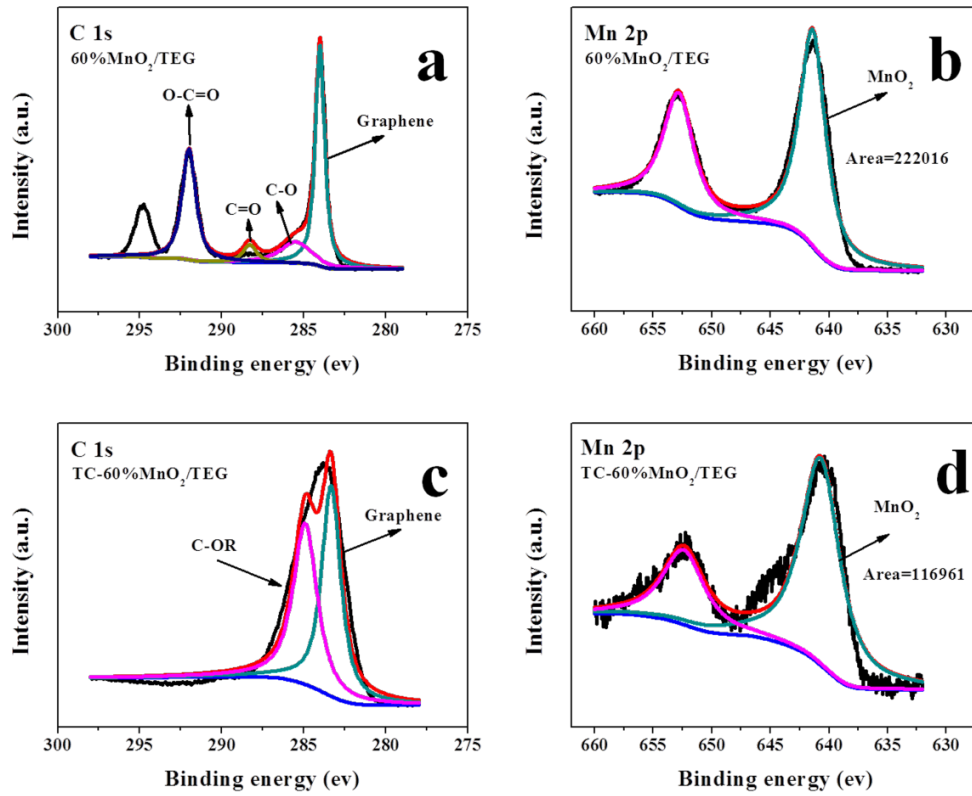 C 1s
60%MnO₂/TEG
a
O-C=O
Graphene
C-O
C=O
Intensity (a.u.)
300 295 290 285 280 275
Binding energy (ev)
Mn 2p
60%MnO₂/TEG
b
MnO₂
Area=222016
Intensity (a.u.)
660 655 650 645 640 635 630
Binding energy (ev)
C 1s
TC-60%MnO₂/TEG
c
Graphene
C-OR
Intensity (a.u.)
300 295 290 285 280 275
Binding energy (ev)
Mn 2p
TC-60%MnO₂/TEG
d
MnO₂
Area=116961
Intensity (a.u.)
660 655 650 645 640 635 630
Binding energy (ev)